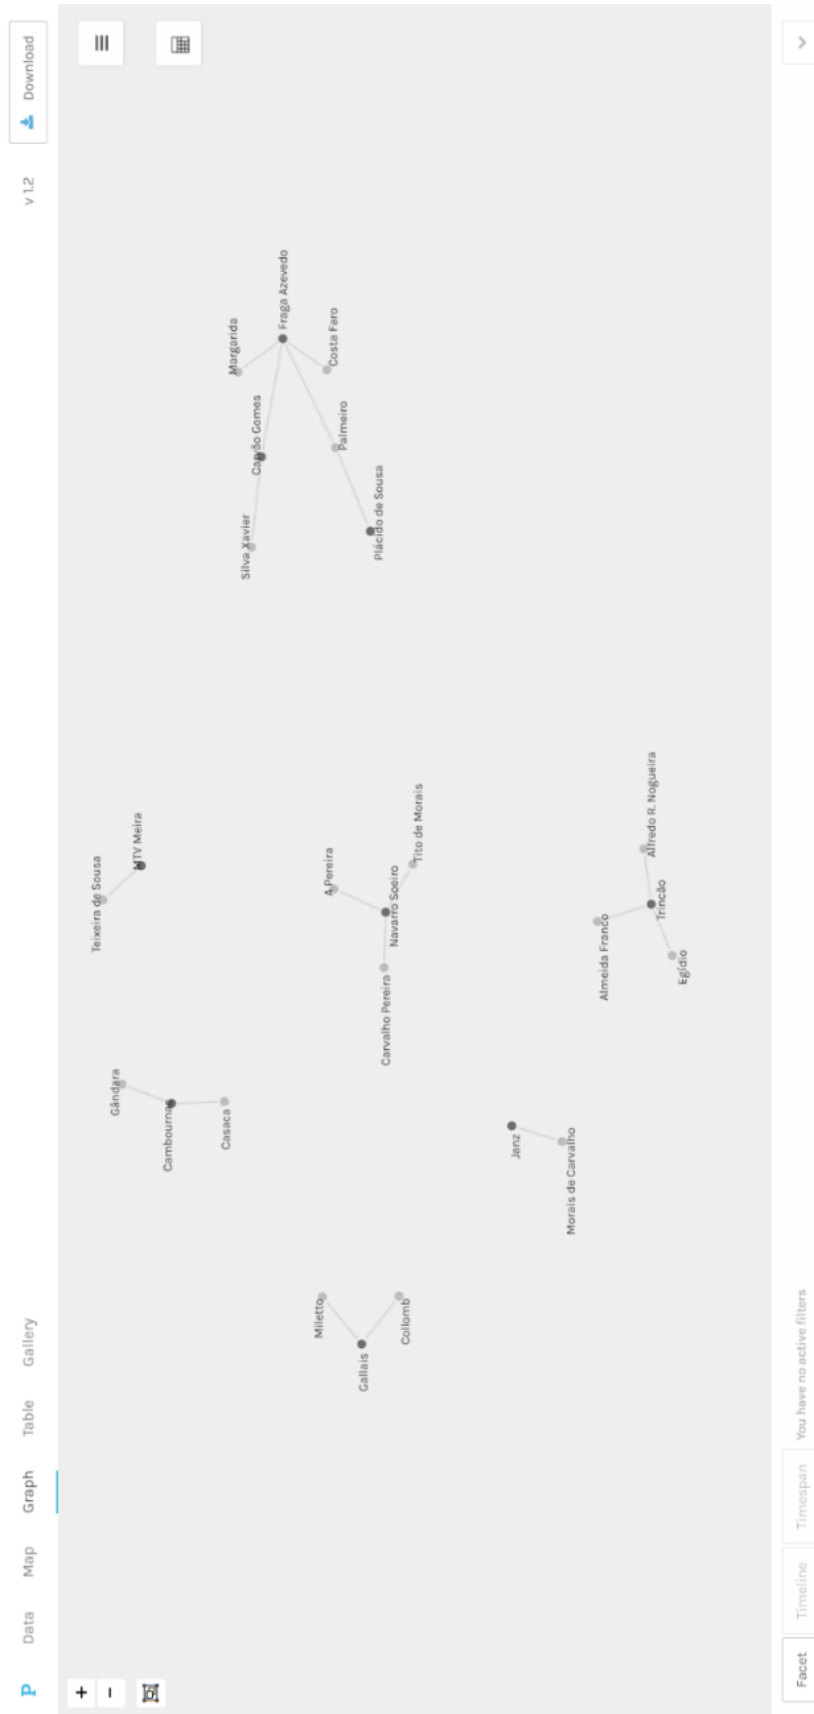 P
Data
Map
Graph
Table
Gallery
v 1.2
Download
Teixeira de Sousa
MTV Meira
Gândara
Cambournac
Casaca
Silva Xavier
Margarida
Carvão Gomes
Fraga Azevedo
Costa Faro
Palmeiro
Plácido de Sousa
A Pereira
Carvalho Pereira
Navarro Soeiro
Tito de Morais
Miletto
Gallais
Collomb
Janz
Morais de Carvalho
Almeida Franco
Alfredo R. Nogueira
Trincão
Egídio
Facet
Timeline
Timespan
You have no active filters